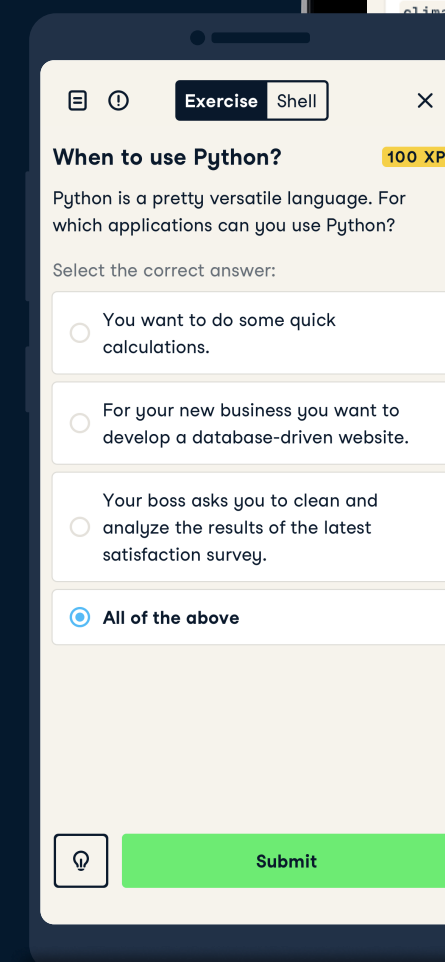 Exercise
Shell
When to use Python?
100 XP
Python is a pretty versatile language. For
which applications can you use Python?
Select the correct answer:
You want to do some quick
calculations.
For your new business you want to
develop a database-driven website.
Your boss asks you to clean and
analyze the results of the latest
satisfaction survey.
All of the above
Submit